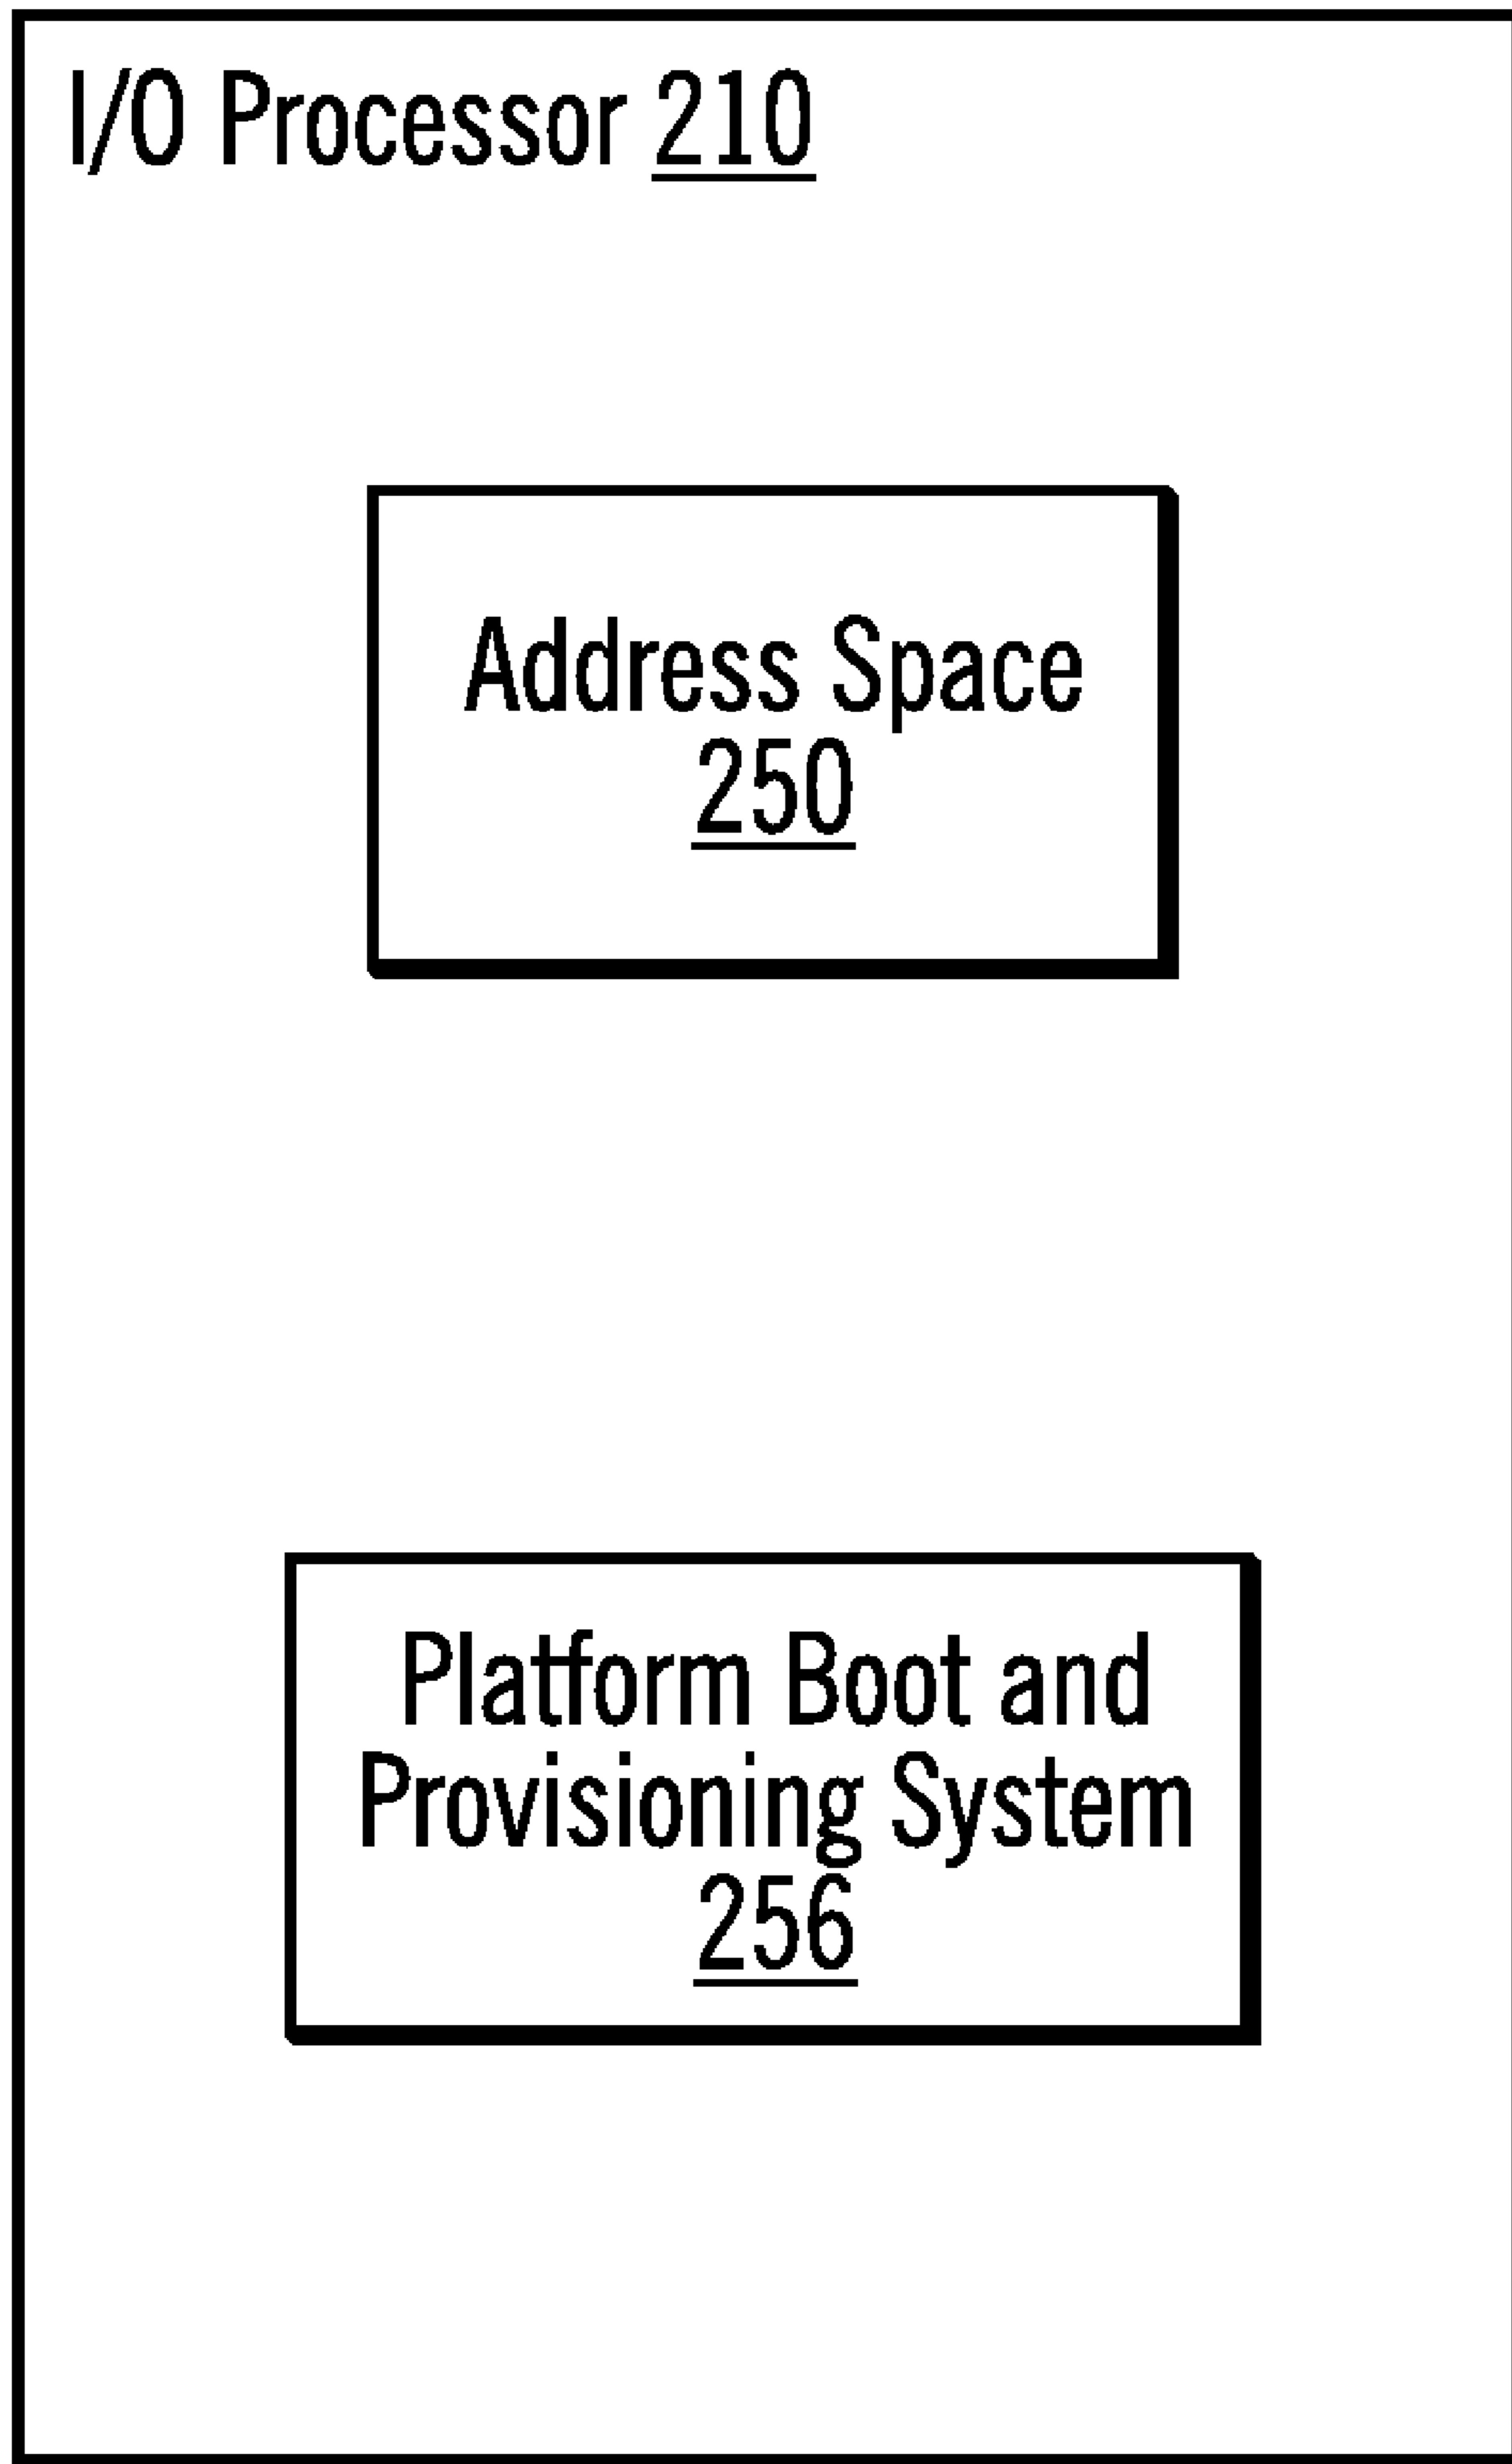 I/O Processor 210
Address Space
250
Platform Boot and
Provisioning System
256